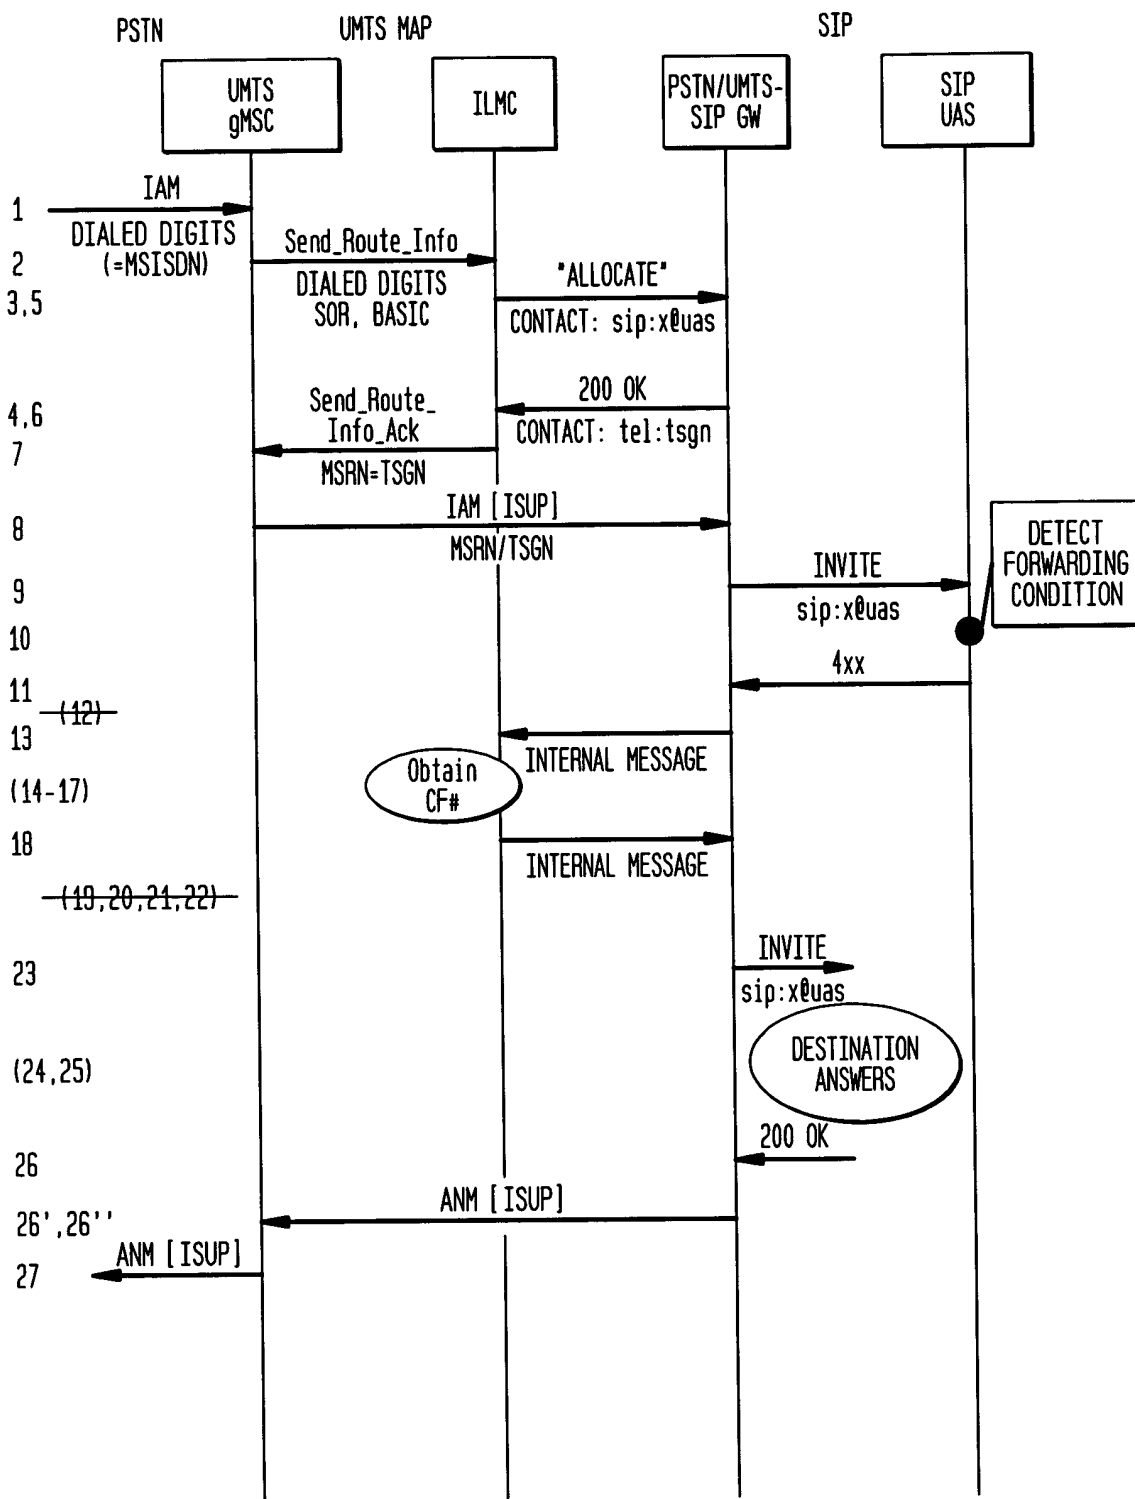 PSTN
UMTS MAP
SIP
UMTS
gMSC
ILMC
PSTN/UMTS-
SIP GW
SIP
UAS
1
IAM
DIALED DIGITS
(=MSISDN)
2
Send_Route_Info
DIALED DIGITS
SOR, BASIC
3,5
"ALLOCATE"
CONTACT: sip:x@uas
4,6
200 OK
CONTACT: tel:tsgn
7
Send_Route_
Info_Ack
MSRN=TSGN
8
IAM [ISUP]
MSRN/TSGN
DETECT
FORWARDING
CONDITION
9
INVITE
sip:x@uas
10
11
4xx
(12)
13
INTERNAL MESSAGE
(14-17)
Obtain
CF#
18
INTERNAL MESSAGE
(19,20,21,22)
23
INVITE
sip:x@uas
(24,25)
DESTINATION
ANSWERS
26
200 OK
26',26''
ANM [ISUP]
27
ANM [ISUP]